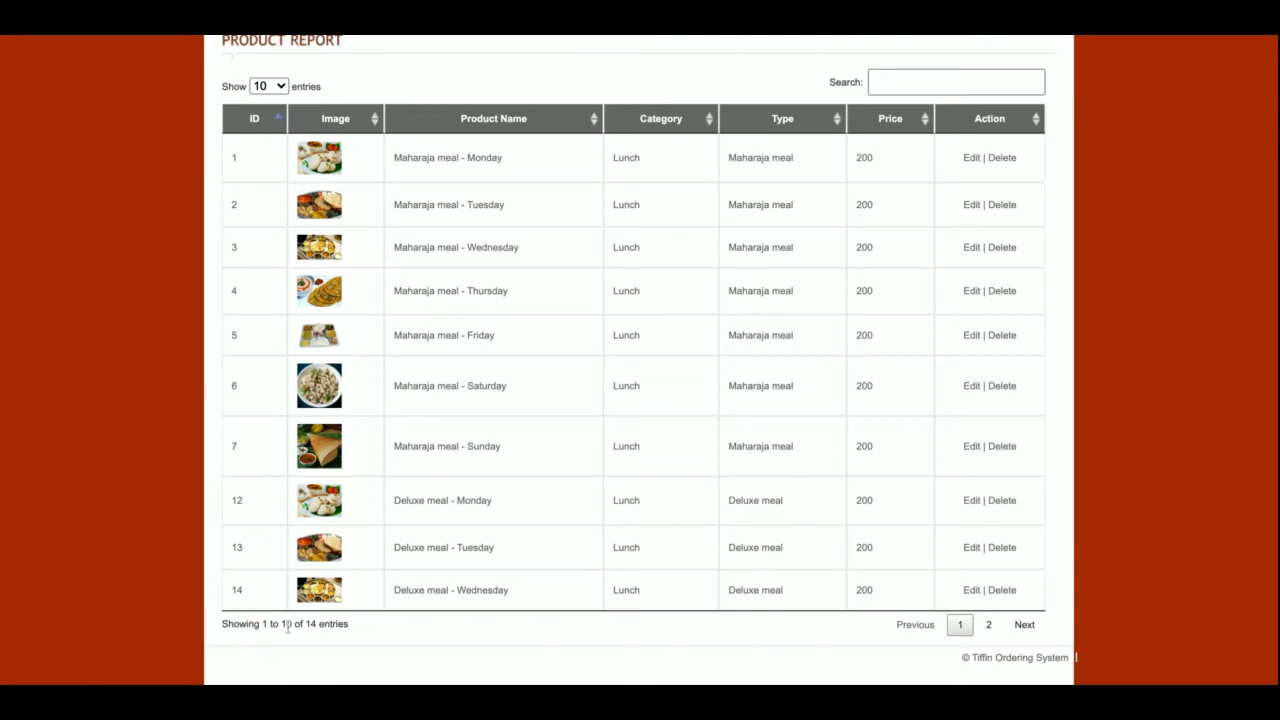 PRODUCT REPORT
Show 10 entries Search:
ID Image Product Name Category Type Price Action
1 Maharaja meal - Monday Lunch Maharaja meal 200 Edit | Delete
2 Maharaja meal - Tuesday Lunch Maharaja meal 200 Edit | Delete
3 Maharaja meal - Wednesday Lunch Maharaja meal 200 Edit | Delete
4 Maharaja meal - Thursday Lunch Maharaja meal 200 Edit | Delete
5 Maharaja meal - Friday Lunch Maharaja meal 200 Edit | Delete
6 Maharaja meal - Saturday Lunch Maharaja meal 200 Edit | Delete
7 Maharaja meal - Sunday Lunch Maharaja meal 200 Edit | Delete
12 Deluxe meal - Monday Lunch Deluxe meal 200 Edit | Delete
13 Deluxe meal - Tuesday Lunch Deluxe meal 200 Edit | Delete
14 Deluxe meal - Wednesday Lunch Deluxe meal 200 Edit | Delete
Showing 1 to 10 of 14 entries Previous 1 2 Next
© Tiffin Ordering System |